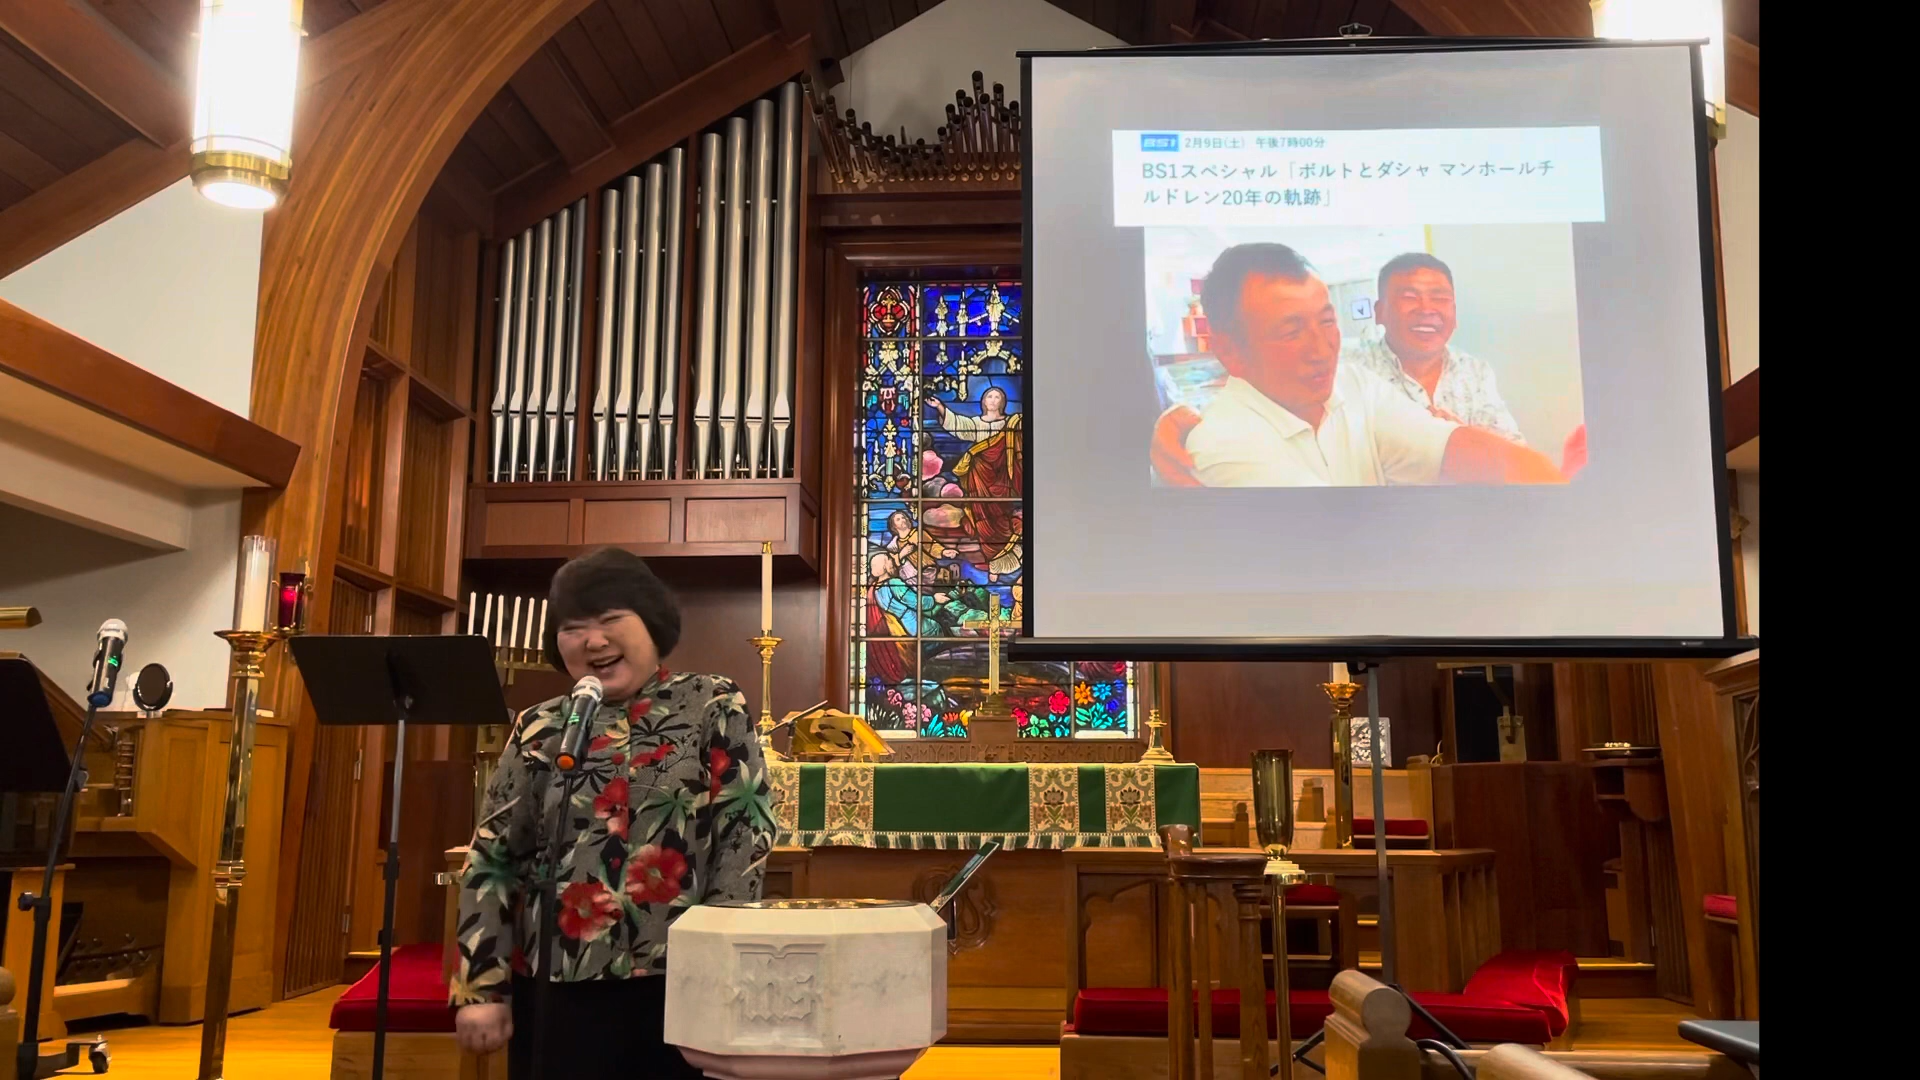 BS1 2月9日(土) 午後7時00分
BS1スペシャル「ボルトとダシャ マンホールチ
ルドレン20年の軌跡」
ihs